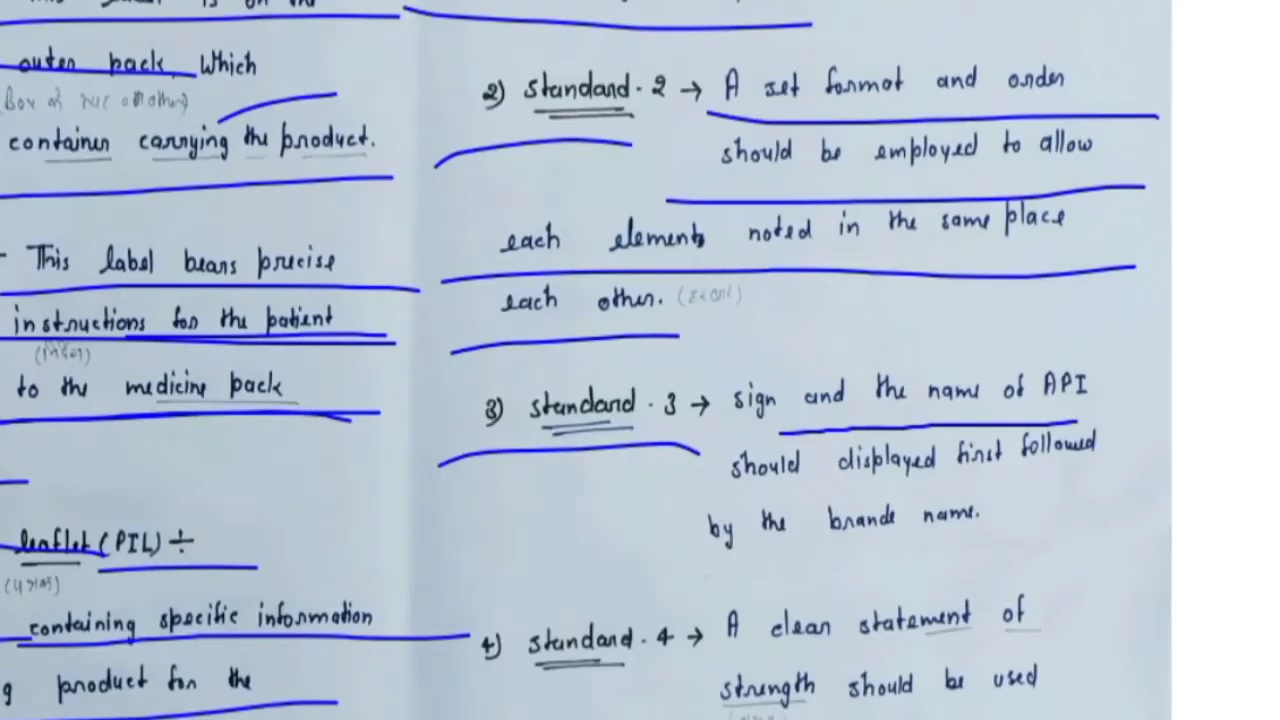 outer pack, Which
container carrying the product.
This label bears precise
instructions for the patient
to the medicine pack
leaflet (PIL) ÷
containing specific information
g product for the
2) standard. 2 → A set format and order
should be employed to allow
each elements noted in the same place
each other.
3) standard. 3 → sign and the name of API
should displayed first followed
by the brande name.
4) standard. 4 → A clear statement of
strength should be used